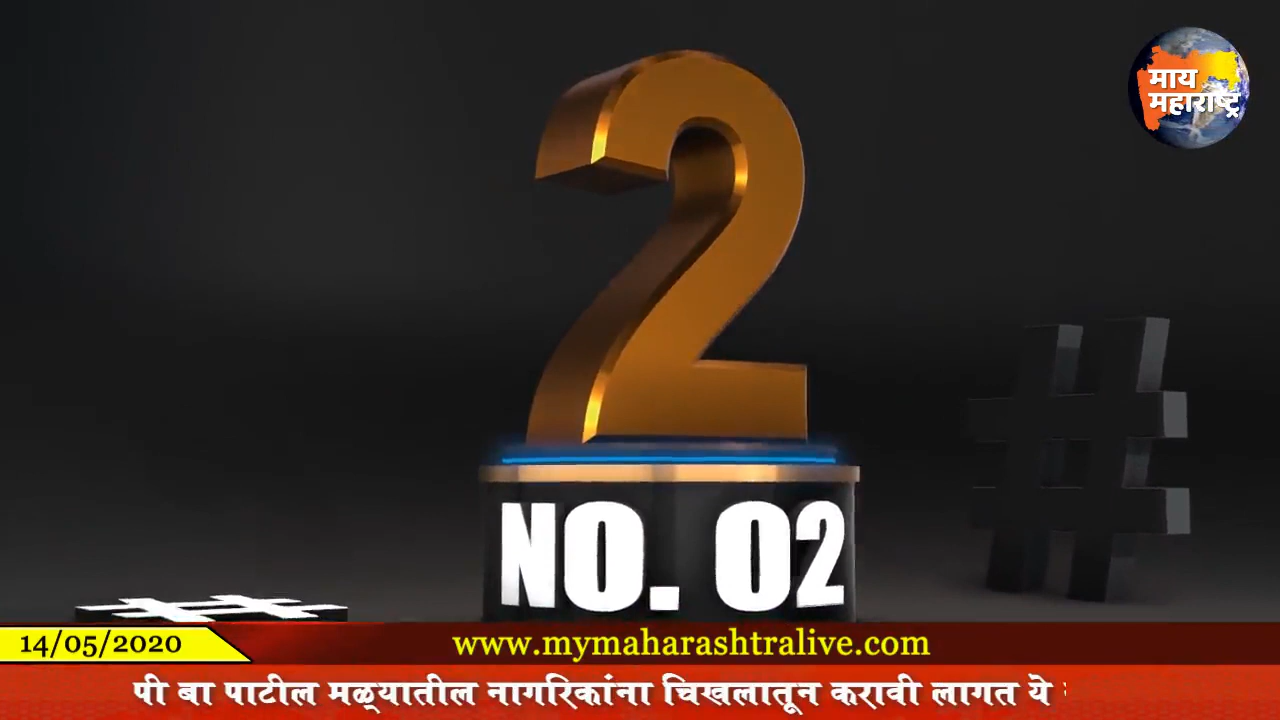 माय
महाराष्ट्र
2
NO. 02
14/05/2020
www.mymaharashtralive.com
पी बा पाटील मळ्यातील नागरिकांना चिखलातून करावी लागत ये